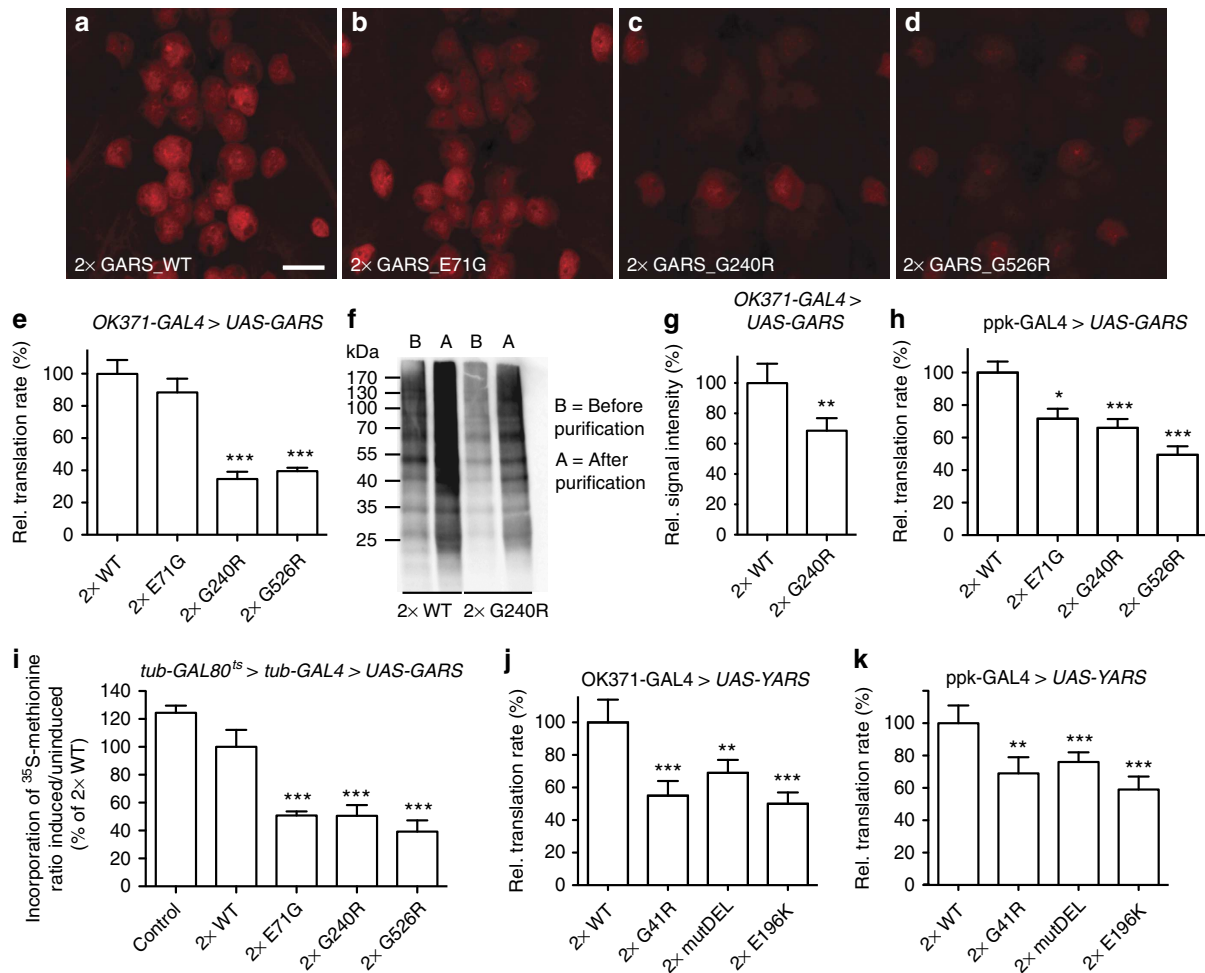 a
b
c
d
2× GARS_WT
2× GARS_E71G
2× GARS_G240R
2× GARS_G526R
e
OK371-GAL4 > UAS-GARS
Rel. translation rate (%)
100
80
60
40
20
0
2× WT
2× E71G
2× G240R
2× G526R
***
***
f
B A B A
kDa
170
130
100
70
55
40
35
25
2× WT 2× G240R
B = Before
purification
A = After
purification
g
OK371-GAL4 >
UAS-GARS
Rel. signal intensity (%)
100
80
60
40
20
0
**
2× WT
2× G240R
h
ppk-GAL4 > UAS-GARS
Rel. translation rate (%)
100
80
60
40
20
0
*
***
***
2× WT
2× E71G
2× G240R
2× G526R
i
tub-GAL80ts > tub-GAL4 > UAS-GARS
Incorporation of 35S-methionine
ratio induced/uninduced
(% of 2× WT)
140
120
100
80
60
40
20
0
***
***
***
Control
2× WT
2× E71G
2× G240R
2× G526R
j
OK371-GAL4 > UAS-YARS
Rel. translation rate (%)
100
80
60
40
20
0
***
**
***
2× WT
2× G41R
2× mutDEL
2× E196K
k
ppk-GAL4 > UAS-YARS
Rel. translation rate (%)
100
80
60
40
20
0
**
***
***
2× WT
2× G41R
2× mutDEL
2× E196K